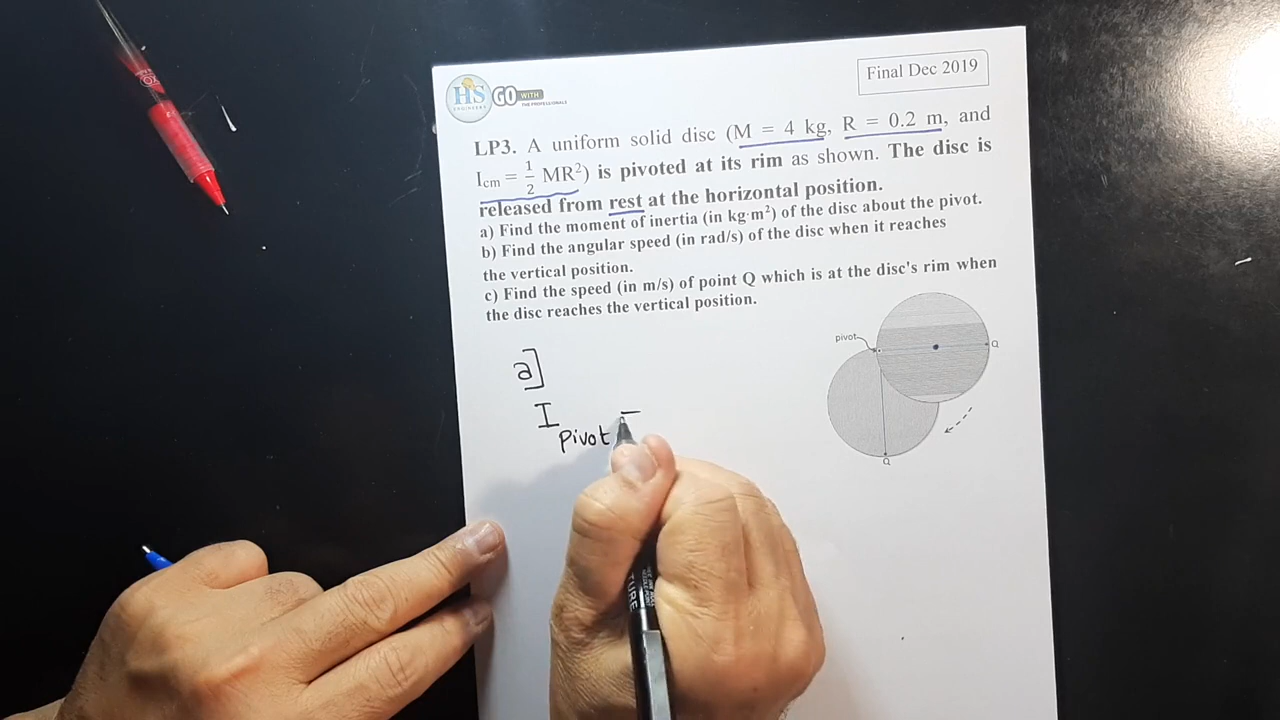 HS
ENGINEERS
GO WITH
THE PROFESSIONALS
Final Dec 2019
LP3. A uniform solid disc (M = 4 kg, R = 0.2 m, and
Icm = 1/2 MR²) is pivoted at its rim as shown. The disc is
released from rest at the horizontal position.
a) Find the moment of inertia (in kg·m²) of the disc about the pivot.
b) Find the angular speed (in rad/s) of the disc when it reaches
the vertical position.
c) Find the speed (in m/s) of point Q which is at the disc's rim when
the disc reaches the vertical position.
pivot
Q
Q
a]
I pivot